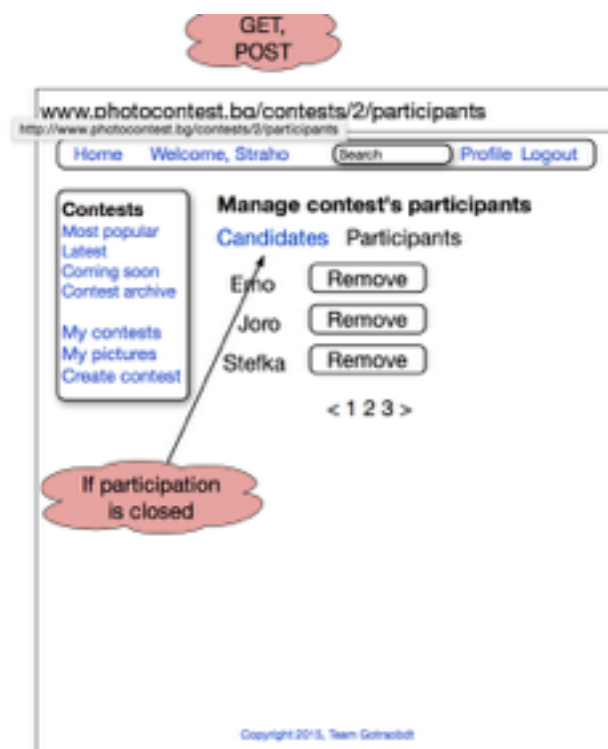 GET,
POST
www.photocontest.bg/contests/2/participants
http://www.photocontest.bg/contests/2/participants
Home Welcome, Straho Search Profile Logout
Contests
Most popular
Latest
Coming soon
Contest archive
My contests
My pictures
Create contest
Manage contest's participants
Candidates Participants
Emo Remove
Joro Remove
Stefka Remove
< 1 2 3 >
If participation
is closed
Copyright 2015, Team